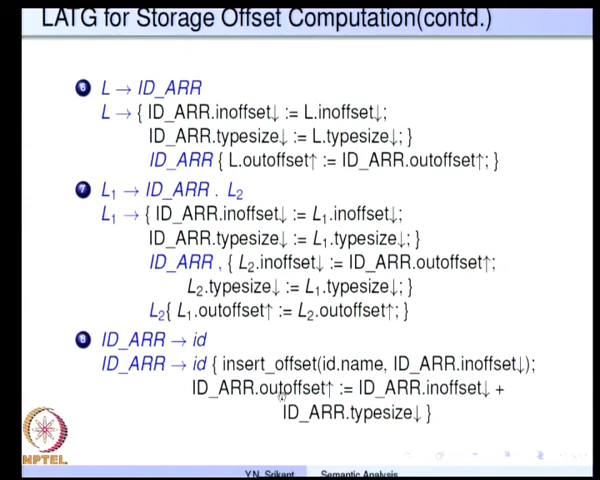 LATG for Storage Offset Computation(contd.)
6 L → ID_ARR
L → { ID_ARR.inoffset↓ := L.inoffset↓;
ID_ARR.typesize↓ := L.typesize↓; }
ID_ARR { L.outoffset↑ := ID_ARR.outoffset↑; }
7 L₁ → ID_ARR . L₂
L₁ → { ID_ARR.inoffset↓ := L₁.inoffset↓;
ID_ARR.typesize↓ := L₁.typesize↓; }
ID_ARR , { L₂.inoffset↓ := ID_ARR.outoffset↑;
L₂.typesize↓ := L₁.typesize↓; }
L₂{ L₁.outoffset↑ := L₂.outoffset↑; }
8 ID_ARR → id
ID_ARR → id { insert_offset(id.name, ID_ARR.inoffset↓);
ID_ARR.outoffset↑ := ID_ARR.inoffset↓ +
ID_ARR.typesize↓ }
NPTEL
Y.N. Srikant Semantic Analysis